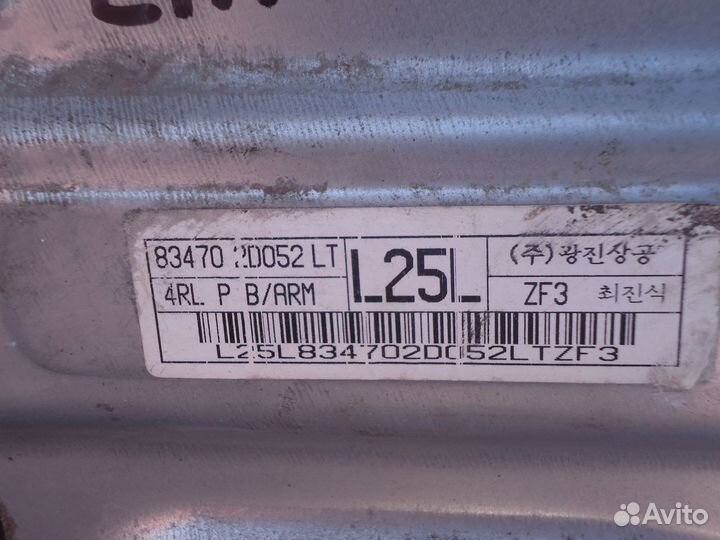 83470 2D052 LT
4RL. P B/ARM
L25L
(주)광진상공
ZF3 최진식
L25L834702D052LTZF3
Avito